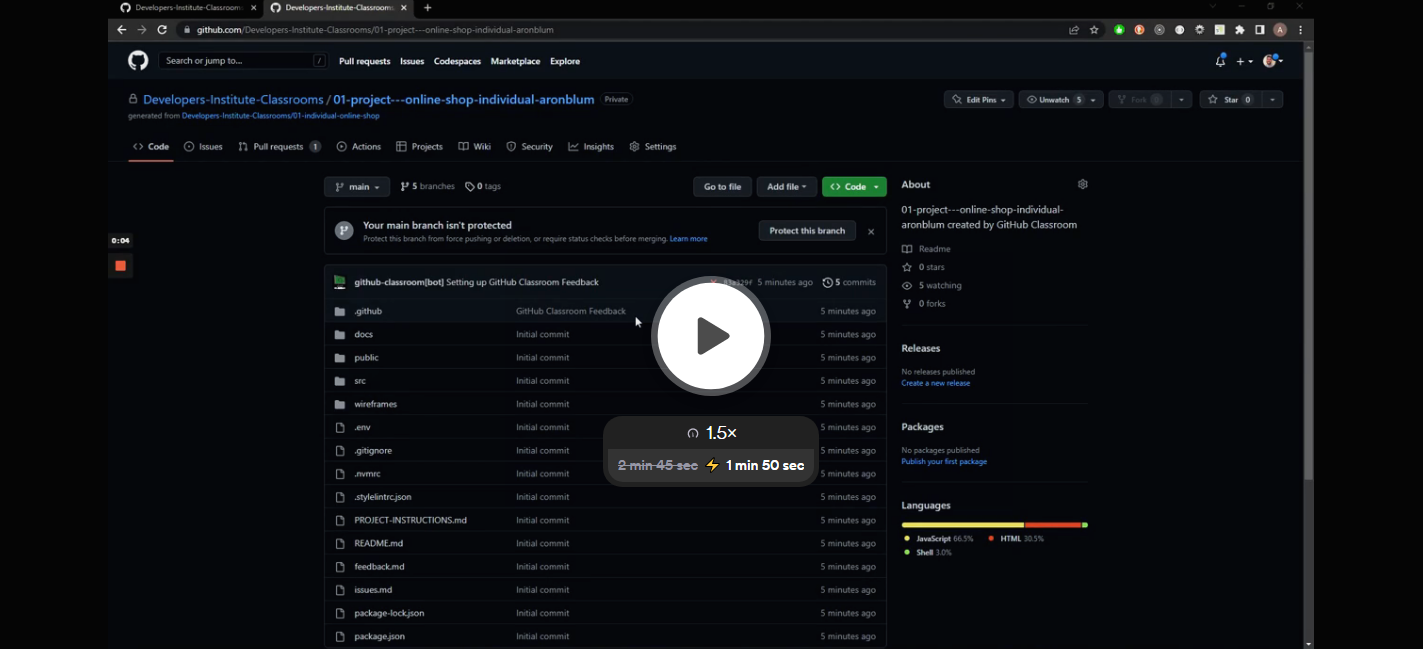 Developers-Institute-Classroom
Developers-Institute-Classrooms
github.com/Developers-Institute-Classrooms/01-project---online-shop-individual-aronblum
A
Search or jump to... /
Pull requests Issues Codespaces Marketplace Explore
Developers-Institute-Classrooms / 01-project---online-shop-individual-aronblum Private
Edit Pins Unwatch 5 Fork 0 Star 0
generated from Developers-Institute-Classrooms/01-individual-online-shop
Code Issues Pull requests 1 Actions Projects Wiki Security Insights Settings
main 5 branches 0 tags Go to file Add file Code
Your main branch isn't protected
Protect this branch from force pushing or deletion, or require status checks before merging. Learn more
Protect this branch
0:04
github-classroom[bot] Setting up GitHub Classroom Feedback 5 minutes ago 5 commits
.github GitHub Classroom Feedback 5 minutes ago
docs Initial commit 5 minutes ago
public Initial commit 5 minutes ago
src Initial commit 5 minutes ago
wireframes Initial commit 5 minutes ago
.env Initial commit 5 minutes ago
.gitignore Initial commit 5 minutes ago
.nvmrc Initial commit 5 minutes ago
.stylelintrc.json Initial commit 5 minutes ago
PROJECT-INSTRUCTIONS.md Initial commit 5 minutes ago
README.md Initial commit 5 minutes ago
feedback.md Initial commit 5 minutes ago
issues.md Initial commit 5 minutes ago
package-lock.json Initial commit 5 minutes ago
package.json Initial commit 5 minutes ago
1.5×
2 min 45 sec 1 min 50 sec
About
01-project---online-shop-individual-
aronblum created by GitHub Classroom
Readme
0 stars
5 watching
0 forks
Releases
No releases published
Create a new release
Packages
No packages published
Publish your first package
Languages
JavaScript 66.5% HTML 30.5%
Shell 3.0%